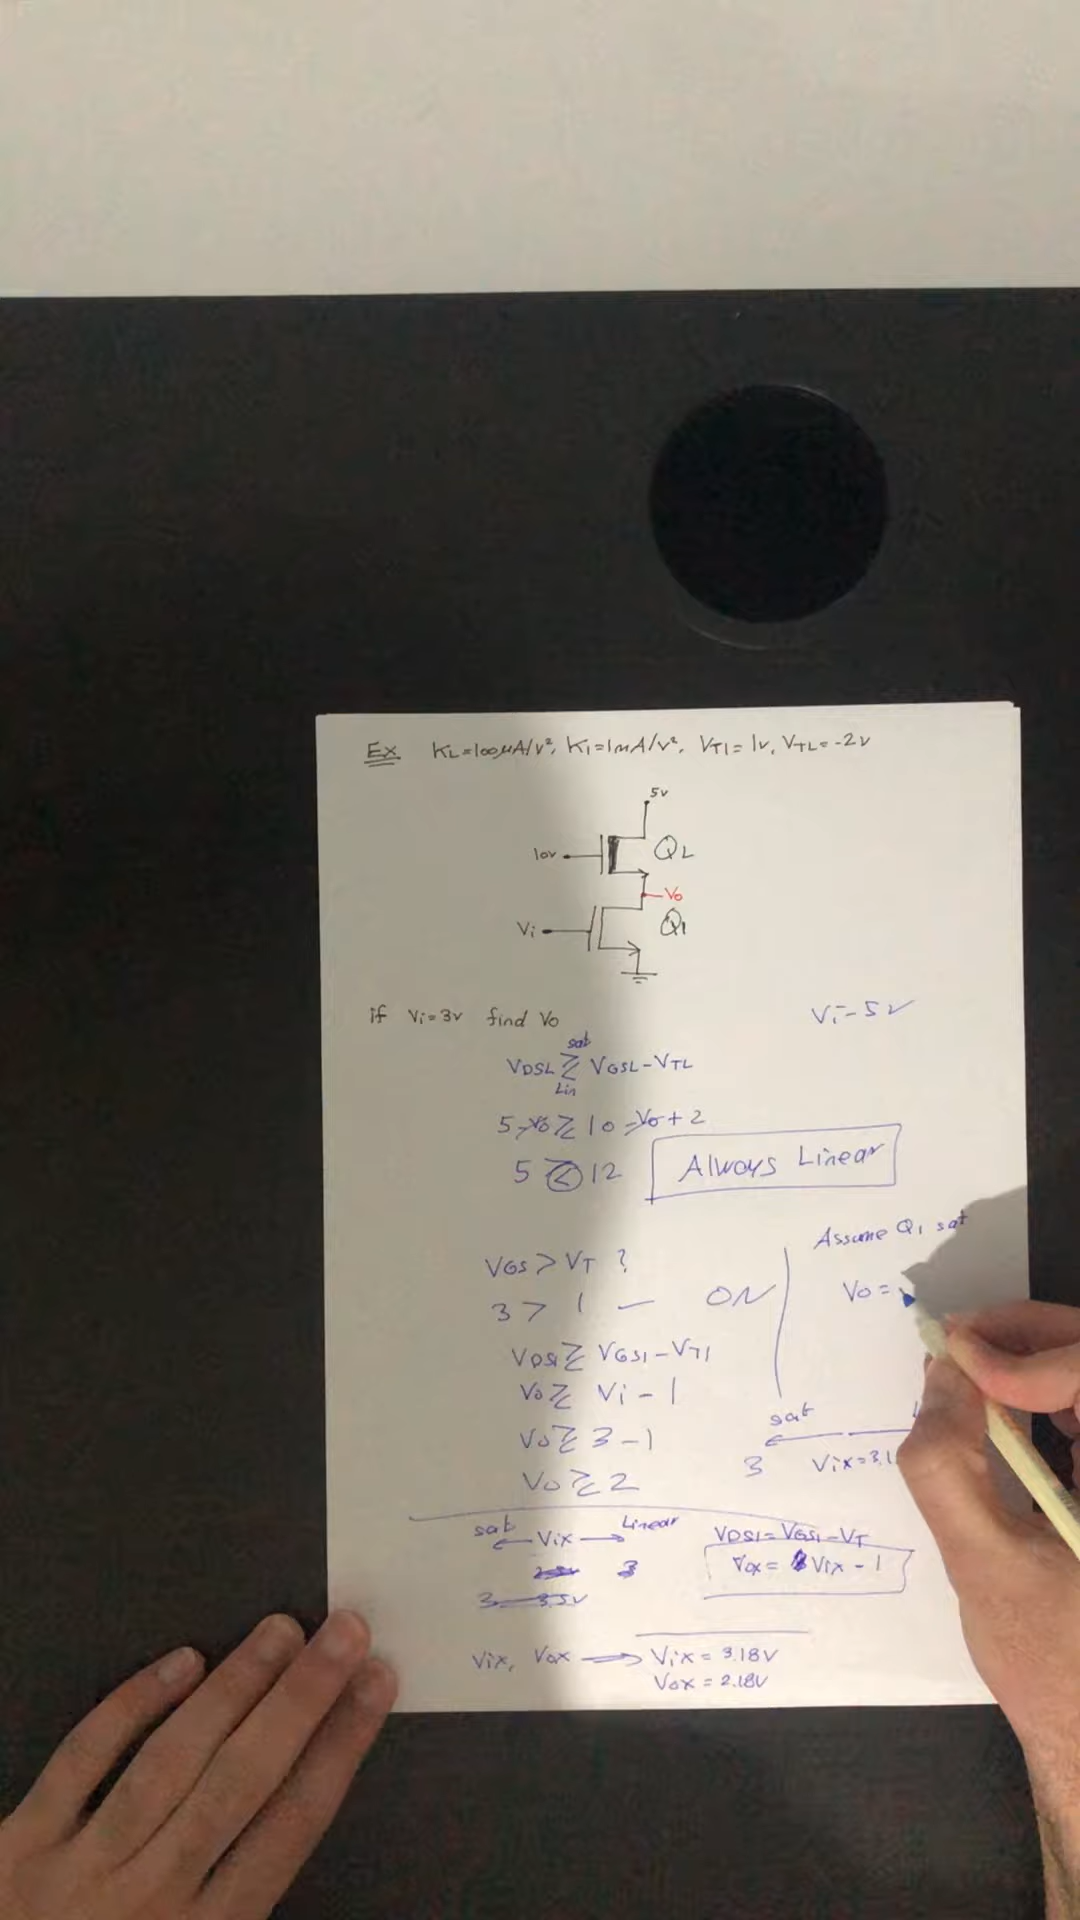 Ex. KL=100µA/V², K1=1mA/V², VT1=1V, VTL=-2V
5V
10V
QL
Vo
Vi
Q1
if Vi=3V find Vo
Vi=5V
sat
VDSL ≥ VGSL-VTL
Lin
5-Vo ≥ 10-Vo+2
5 < 12
Always Linear
Assume Q1 sat
VGS > VT ?
Vo =
3 > 1 — ON
VDS1 ≥ VGS1-VT1
Vo ≥ Vi - 1
sat
Vo ≥ 3-1
3 Vix=3.1
Vo ≥ 2
sat ← Vix → Linear
VDS1=VGS1-VT
3
Vox = Vix - 1
3 3.5V
Vix, Vox → Vix = 3.18V
Vox = 2.18V